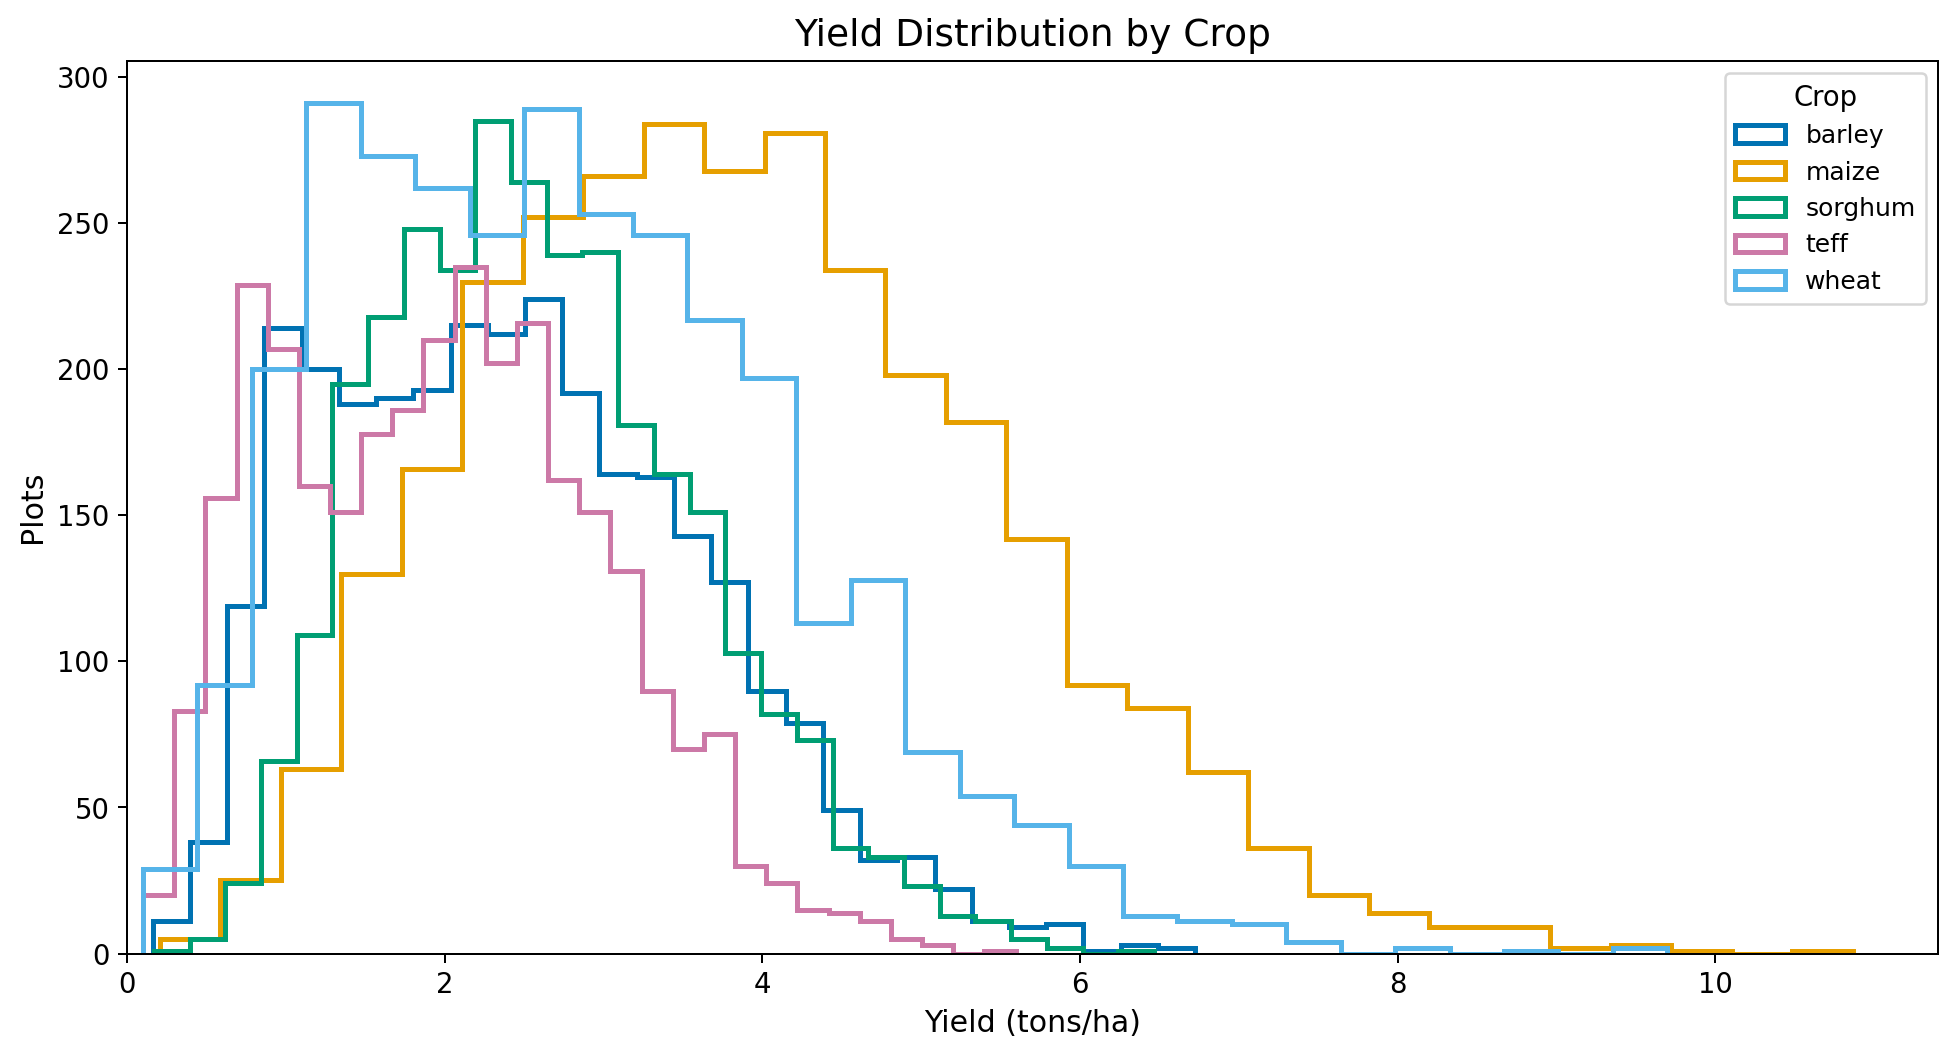 Yield Distribution by Crop
300
250
200
150
100
50
0
Plots
0 2 4 6 8 10
Yield (tons/ha)
Crop
barley
maize
sorghum
teff
wheat